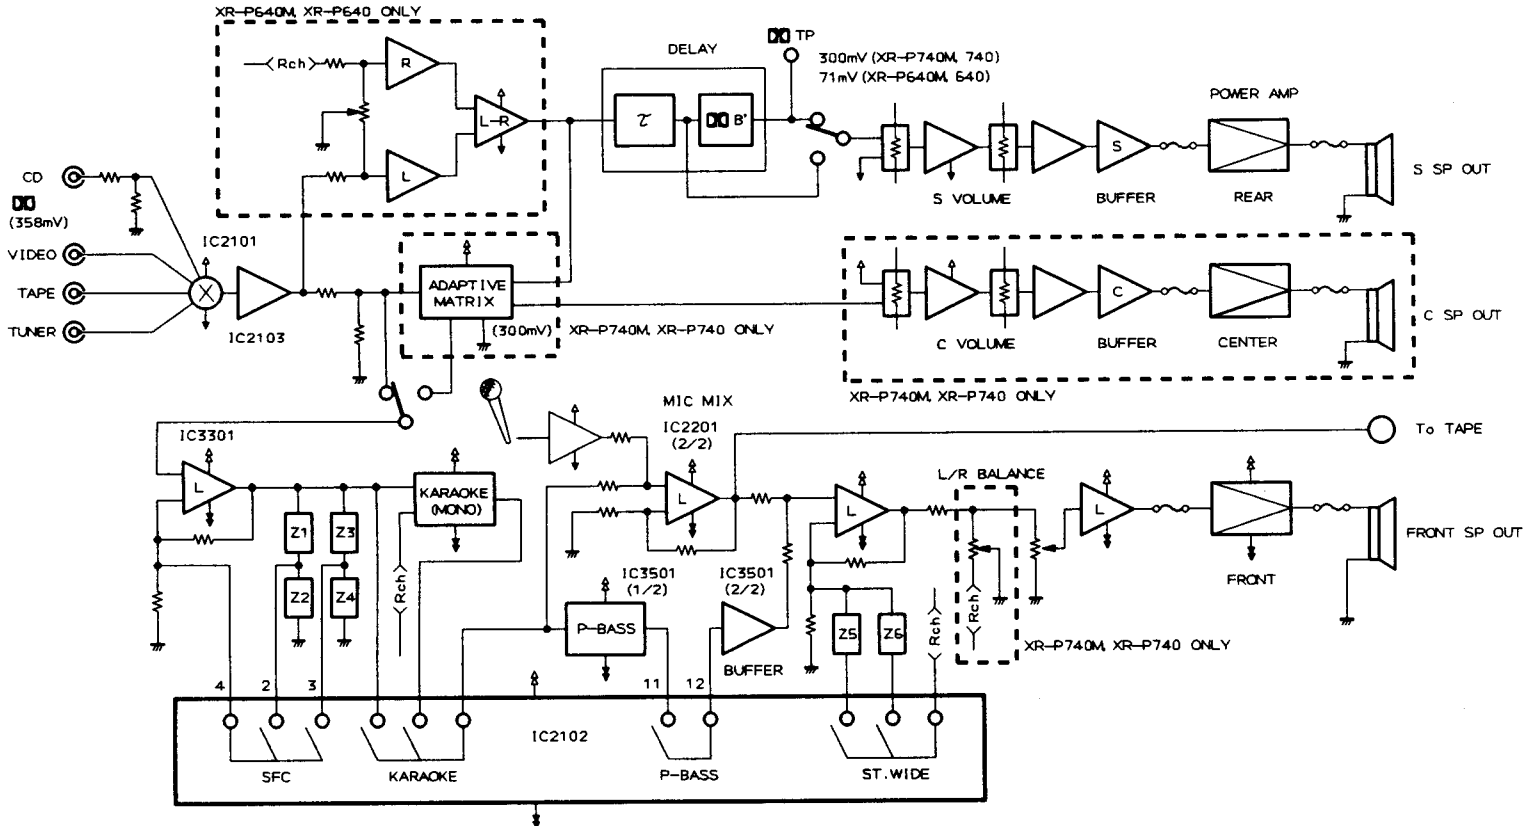 XR-P640M, XR-P640 ONLY
Rch
R
L-R
L
DELAY
τ
B'
TP
300mV (XR-P740M, 740)
71mV (XR-P640M, 640)
POWER AMP
S
S VOLUME
BUFFER
REAR
S SP OUT
CD
(358mV)
VIDEO
TAPE
TUNER
IC2101
IC2103
ADAPTIVE
MATRIX
(300mV)
XR-P740M, XR-P740 ONLY
C
C VOLUME
BUFFER
CENTER
C SP OUT
XR-P740M, XR-P740 ONLY
MIC MIX
IC2201
(2/2)
To TAPE
IC3301
L
Z1
Z3
Z2
Z4
KARAOKE
(MONO)
Rch
L
L
L/R BALANCE
Rch
L
FRONT
FRONT SP OUT
IC3501
(1/2)
P-BASS
IC3501
(2/2)
BUFFER
Z5
Z6
Rch
XR-P740M, XR-P740 ONLY
4
2
3
11
12
IC2102
SFC
KARAOKE
P-BASS
ST.WIDE